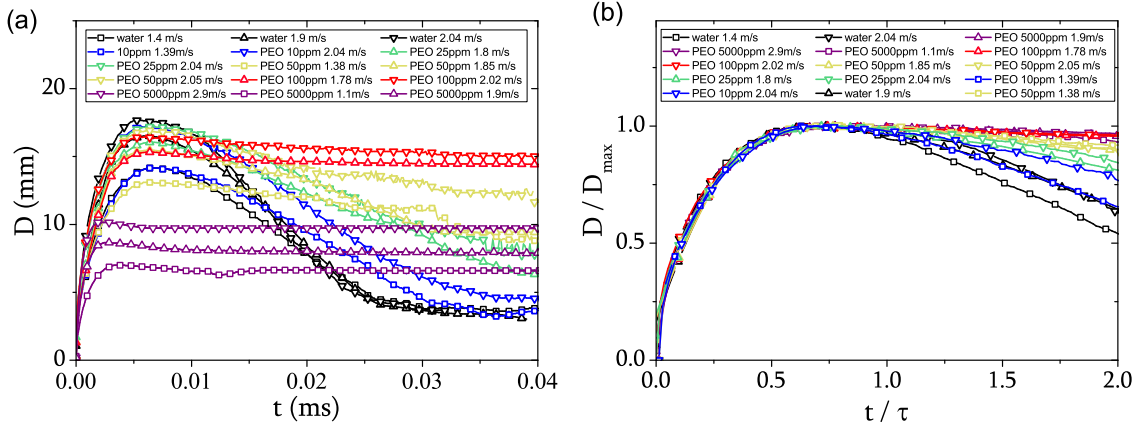 (a)
water 1.4 m/s water 1.9 m/s water 2.04 m/s
10ppm 1.39m/s PEO 10ppm 2.04 m/s PEO 25ppm 1.8 m/s
PEO 25ppm 2.04 m/s PEO 50ppm 1.38 m/s PEO 50ppm 1.85 m/s
PEO 50ppm 2.05 m/s PEO 100ppm 1.78 m/s PEO 100ppm 2.02 m/s
PEO 5000ppm 2.9m/s PEO 5000ppm 1.1m/s PEO 5000ppm 1.9m/s
20
10
0
D (mm)
0.00 0.01 0.02 0.03 0.04
t (ms)
(b)
water 1.4 m/s water 2.04 m/s PEO 5000ppm 1.9m/s
PEO 5000ppm 2.9m/s PEO 5000ppm 1.1m/s PEO 100ppm 1.78 m/s
PEO 100ppm 2.02 m/s PEO 50ppm 1.85 m/s PEO 50ppm 2.05 m/s
PEO 25ppm 1.8 m/s PEO 25ppm 2.04 m/s PEO 10ppm 1.39m/s
PEO 10ppm 2.04 m/s water 1.9 m/s PEO 50ppm 1.38 m/s
1.0
0.5
0.0
D / Dmax
0.0 0.5 1.0 1.5 2.0
t / τ